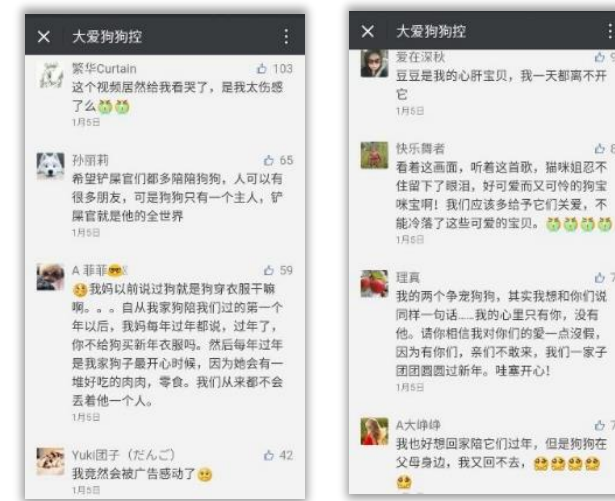 大爱狗狗控
繁华Curtain 103
这个视频居然给我看哭了，是我太伤感
了么
1月5日
孙丽莉 65
希望铲屎官们都多陪陪狗狗，人可以有
很多朋友，可是狗狗只有一个主人，铲
屎官就是他的全世界
1月5日
A 菲菲 59
我妈以前说过狗就是狗穿衣服干嘛
啊。。。自从我家狗陪我们过的第一个
年以后，我妈每年过年都说，过年了，
你不给狗买新年衣服吗。然后每年过年
是我家狗子最开心时候，因为她会有一
堆好吃的肉肉，零食。我们从来都不会
丢着他一个人。
1月5日
Yuki团子（だんご） 42
我竟然会被广告感动了
1月5日
大爱狗狗控
爱在深秋
豆豆是我的心肝宝贝，我一天都离不开
它
1月5日
快乐舞者
看着这画面，听着这首歌，猫咪姐忍不
住留下了眼泪，好可爱而又可怜的狗宝
咪宝啊！我们应该多给予它们关爱，不
能冷落了这些可爱的宝贝。
1月5日
理真
我的两个争宠狗狗，其实我想和你们说
同样一句话……我的心里只有你，没有
他。请你相信我对你们的爱一点没假，
因为有你们，亲们不敢来，我们一家子
团团圆圆过新年。哇塞开心！
1月5日
A大峥峥
我也好想回家陪它们过年，但是狗狗在
父母身边，我又回不去，